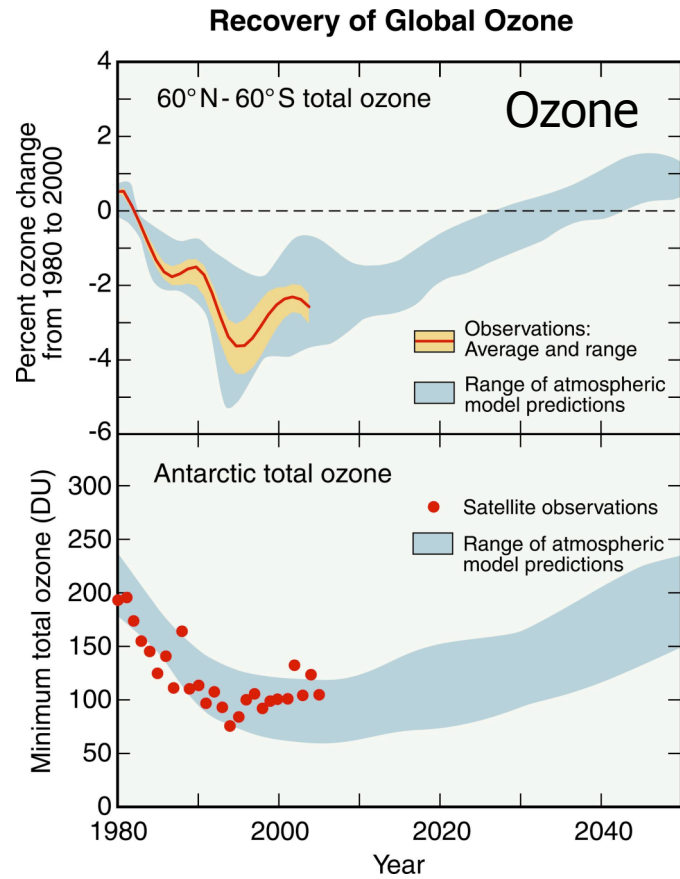 Recovery of Global Ozone
Percent ozone change
from 1980 to 2000
4
2
0
-2
-4
-6
60°N - 60°S total ozone
Ozone
Observations:
Average and range
Range of atmospheric
model predictions
Minimum total ozone (DU)
300
250
200
150
100
50
0
Antarctic total ozone
Satellite observations
Range of atmospheric
model predictions
1980
2000
2020
2040
Year